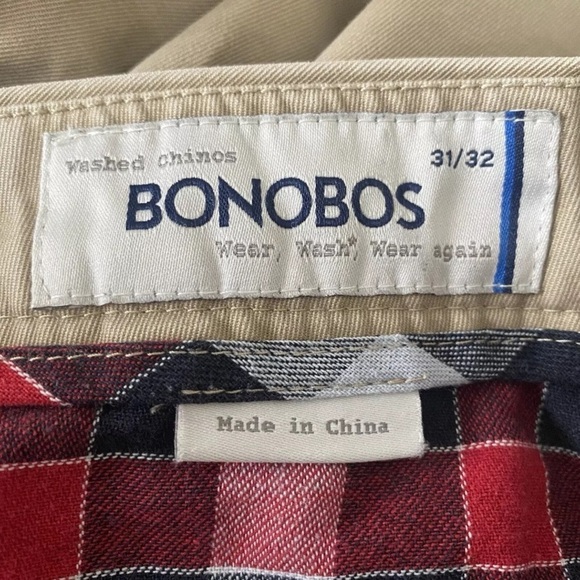 Washed Chinos
31/32
BONOBOS
Wear, Wash*, Wear again
Made in China